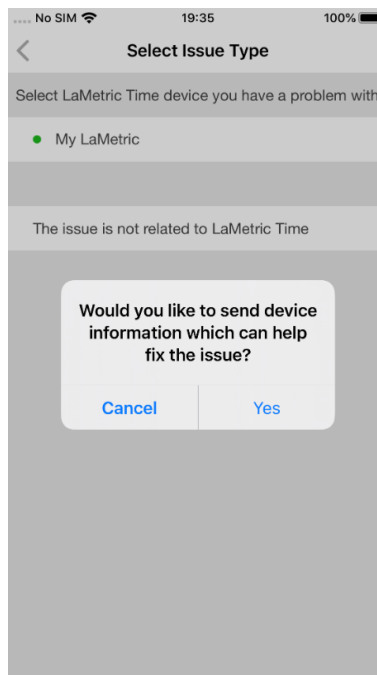 No SIM 19:35 100%
Select Issue Type
Select LaMetric Time device you have a problem with
My LaMetric
The issue is not related to LaMetric Time
Would you like to send device
information which can help
fix the issue?
Cancel Yes